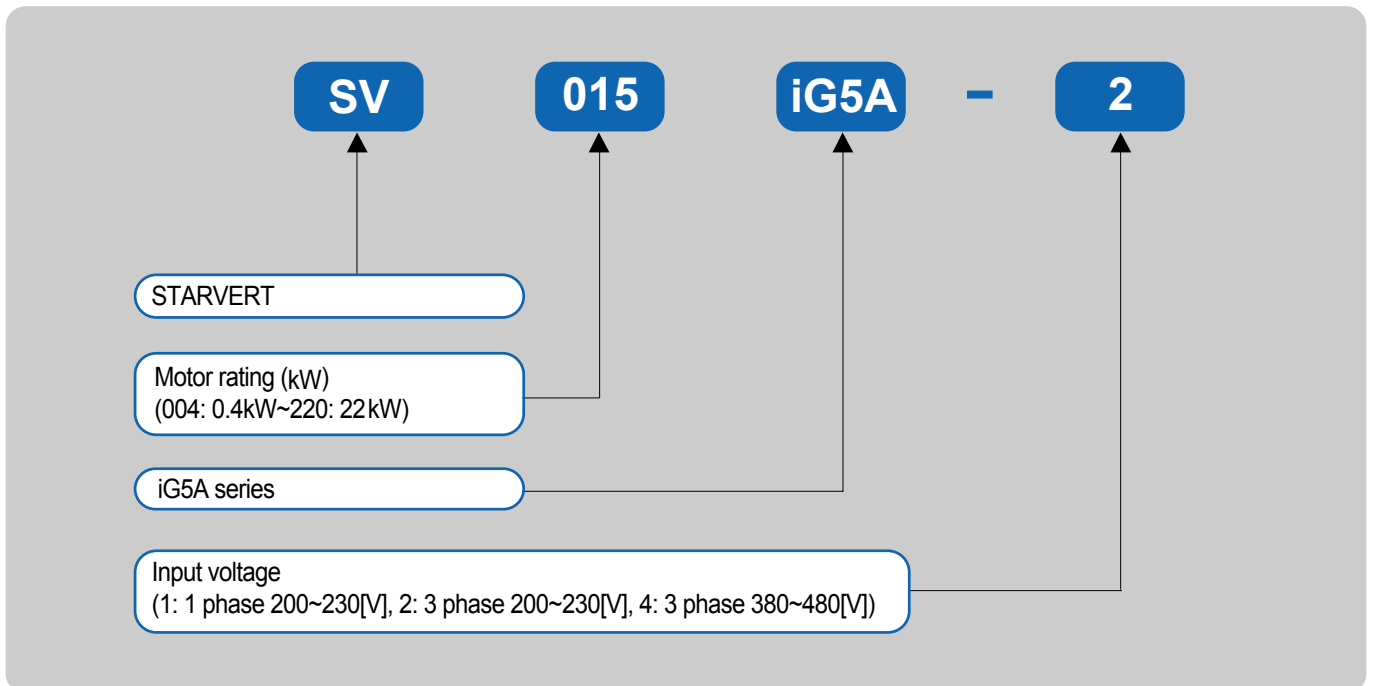 SV 015 iG5A - 2
STARVERT
Motor rating (kW)
(004: 0.4kW~220: 22kW)
iG5A series
Input voltage
(1: 1 phase 200~230[V], 2: 3 phase 200~230[V], 4: 3 phase 380~480[V])